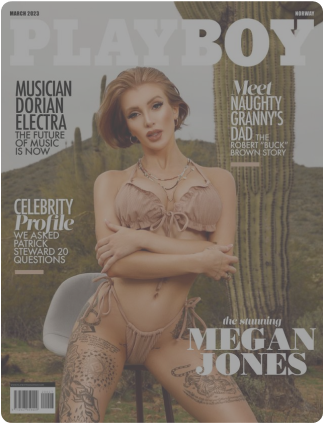 MARCH 2023
NORWAY
PLAYBOY
MUSICIAN
DORIAN
ELECTRA
THE FUTURE
OF MUSIC
IS NOW
Meet
NAUGHTY
GRANNY'S
DAD THE
ROBERT "BUCK"
BROWN STORY
CELEBRITY
Profile
WE ASKED
PATRICK
STEWARD 20
QUESTIONS
the stunning
MEGAN
JONES